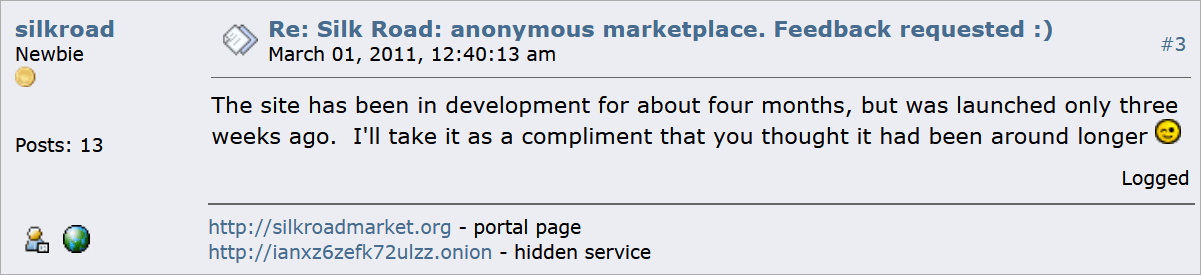 silkroad
Newbie
Posts: 13
Re: Silk Road: anonymous marketplace. Feedback requested :)
March 01, 2011, 12:40:13 am
#3
The site has been in development for about four months, but was launched only three
weeks ago.  I'll take it as a compliment that you thought it had been around longer
Logged
http://silkroadmarket.org - portal page
http://ianxz6zefk72ulzz.onion - hidden service